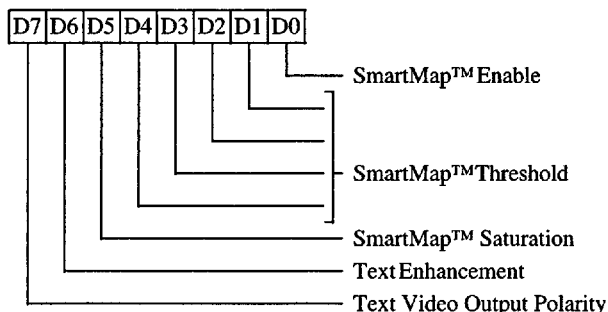 D7 D6 D5 D4 D3 D2 D1 D0
SmartMap™ Enable
SmartMap™ Threshold
SmartMap™ Saturation
Text Enhancement
Text Video Output Polarity